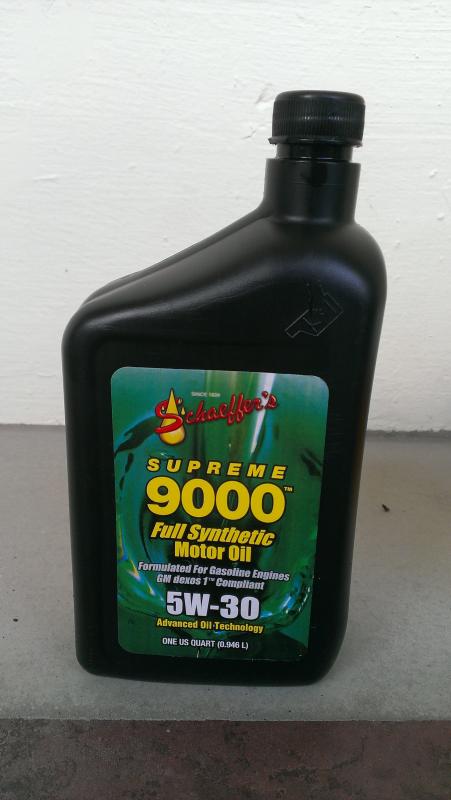 SINCE 1839
Schaeffer's
SUPREME
9000™
Full Synthetic
Motor Oil
Formulated For Gasoline Engines
GM dexos 1™ Compliant
5W-30
Advanced Oil Technology
ONE US QUART (0.946 L)